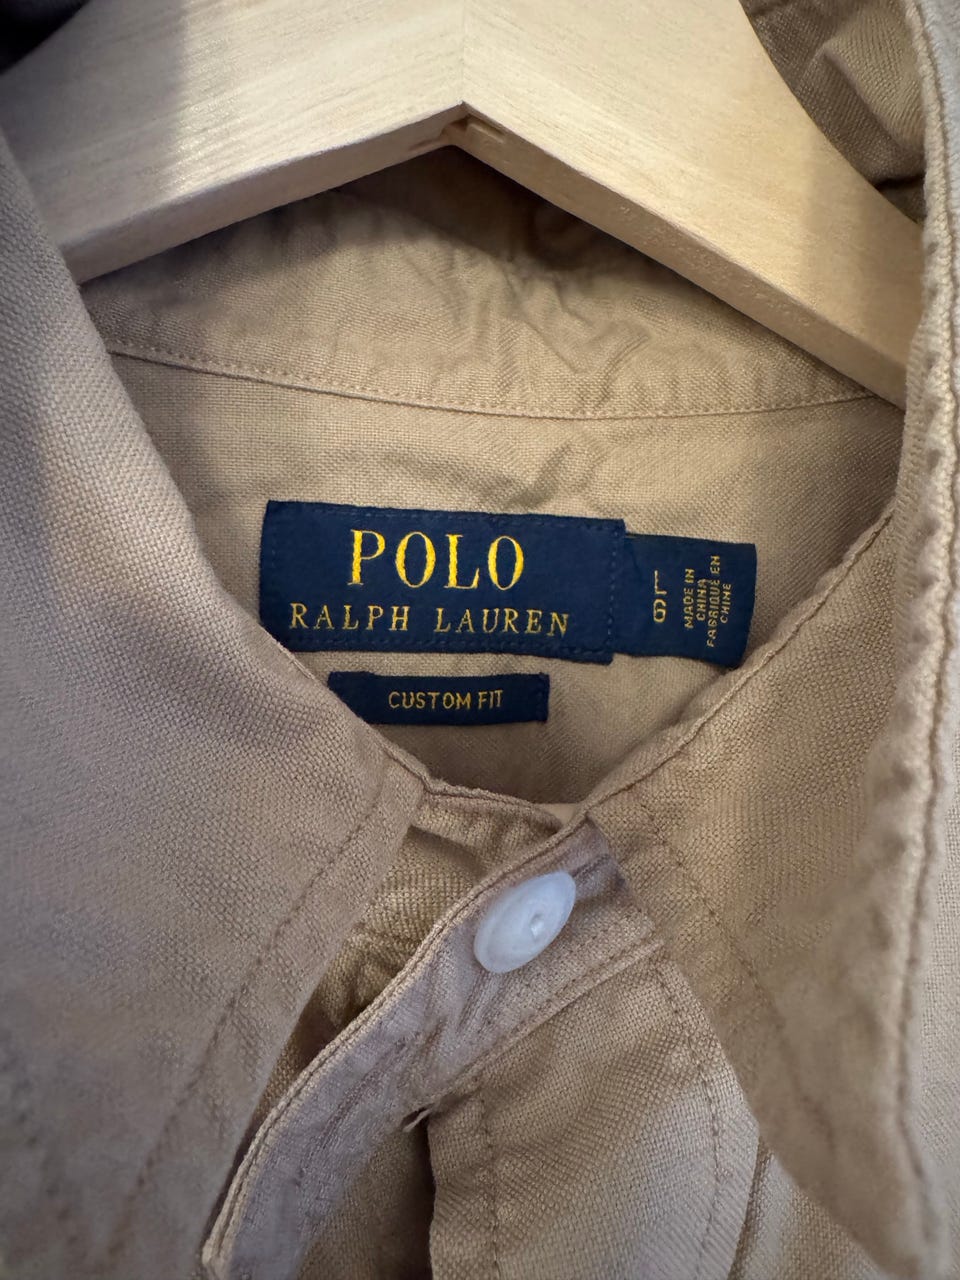 POLO
RALPH LAUREN
MADE IN
CHINA
FABRIQUÉ EN
CHINE
CUSTOM FIT